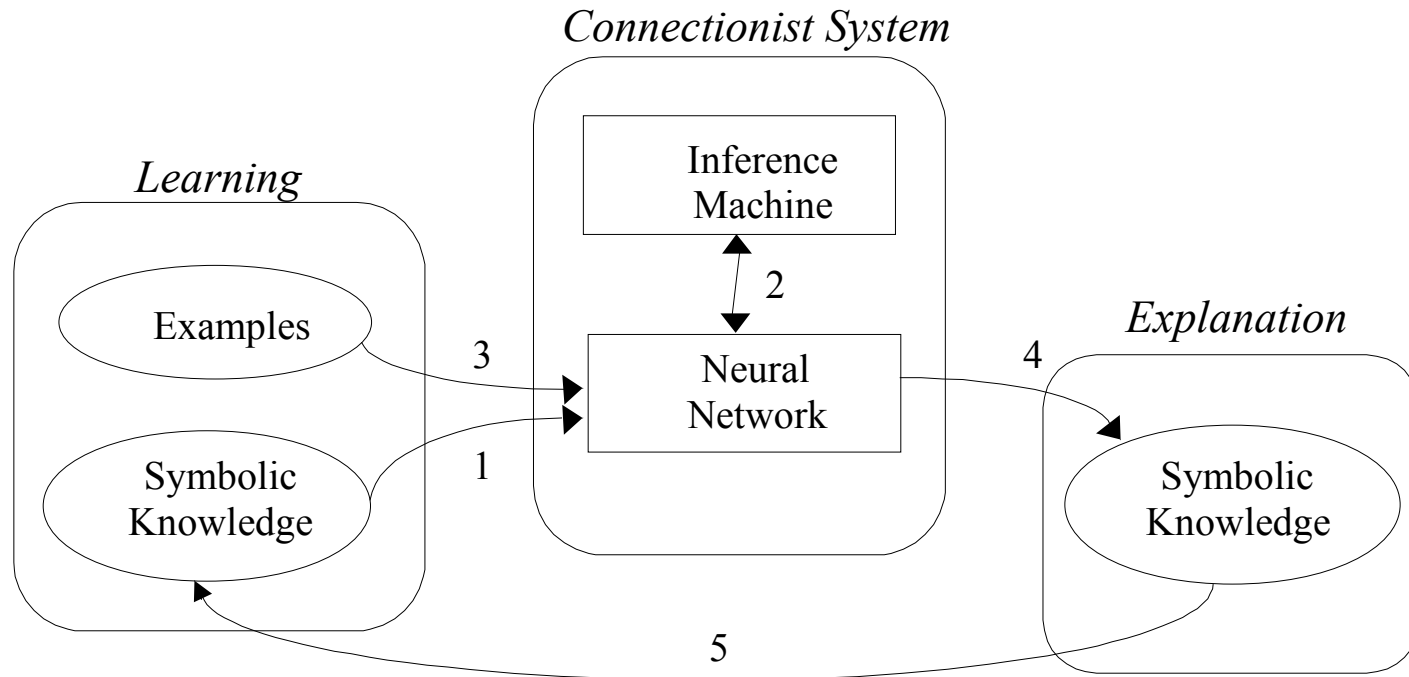 Connectionist System
Inference
Machine
Learning
2
Examples
Explanation
3
Neural
Network
4
1
Symbolic
Knowledge
Symbolic
Knowledge
5